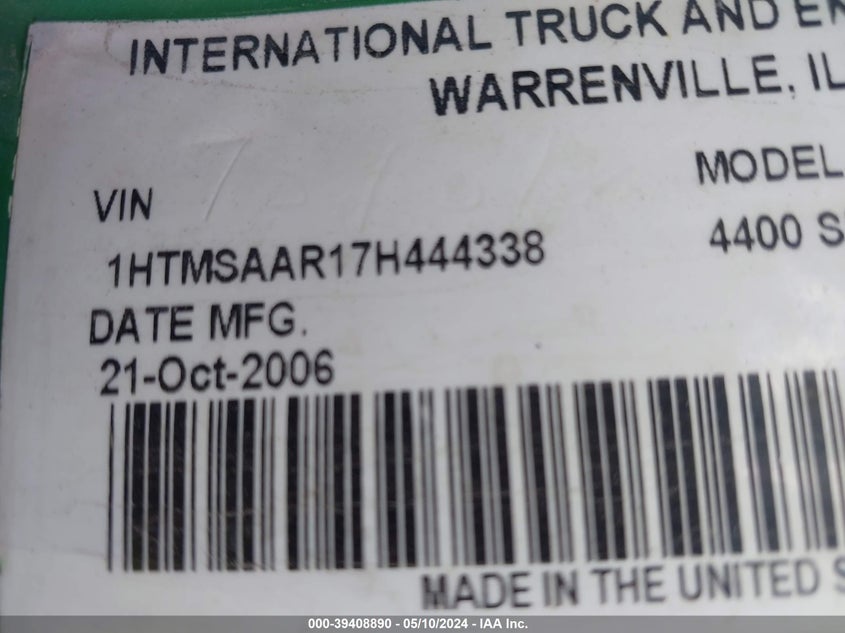 INTERNATIONAL TRUCK AND
WARRENVILLE, IL
VIN
MODEL
1HTMSAAR17H444338
4400
DATE MFG.
21-Oct-2006
MADE IN THE UNITED
000-39408890 - 05/10/2024 - IAA Inc.